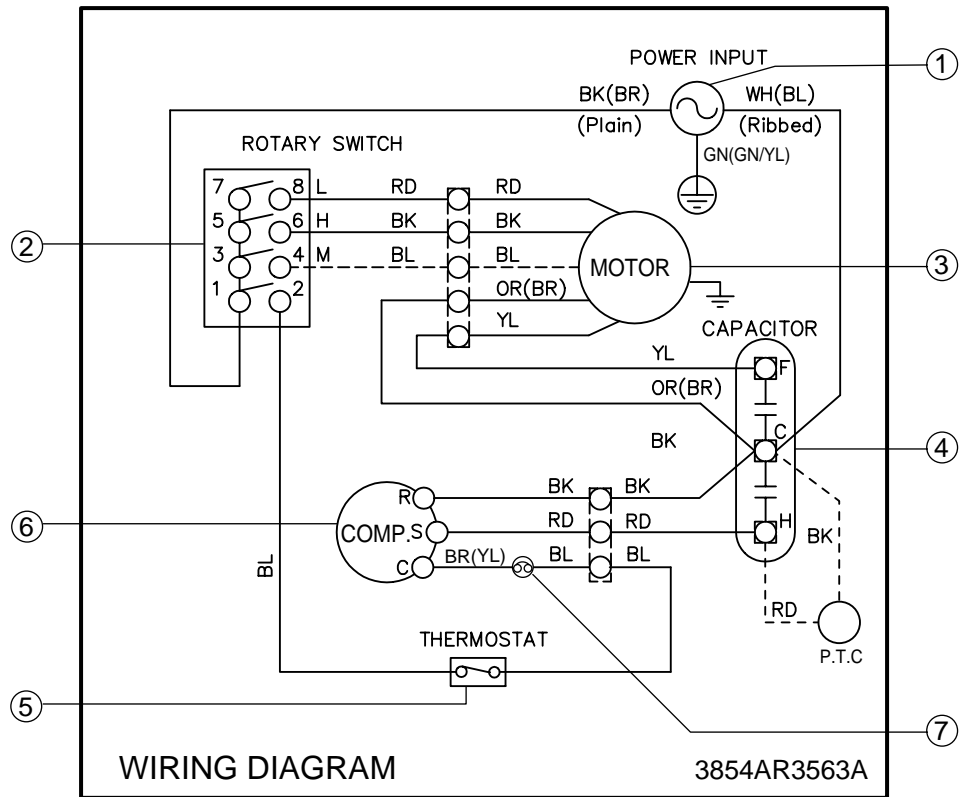 POWER INPUT
1
BK(BR)
WH(BL)
(Plain)
(Ribbed)
GN(GN/YL)
ROTARY SWITCH
7 8 L RD RD
5 6 H BK BK
2
3 4 M BL BL
MOTOR
3
1 2
OR(BR)
YL
CAPACITOR
YL
F
OR(BR)
BK
C
4
R BK BK
6
COMP. S RD RD H
BK
C BR(YL) BL BL
BL
RD
P.T.C
THERMOSTAT
5
7
WIRING DIAGRAM
3854AR3563A